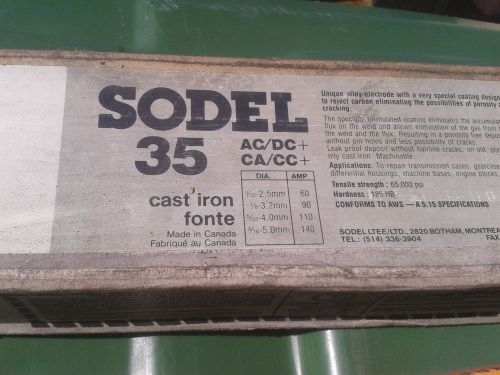 SODEL
35
AC/DC+
CA/CC+
cast iron
fonte
Made in Canada
Fabriqué au Canada
DIA. AMP.
3/32-2,5mm 60
1/8-3,2mm 90
5/32-4,0mm 110
3/16-5,0mm 140
Unique alloy electrode with a very special coating design
to reject carbon eliminating the possibilities of porosity
cracking.
The specially formulated coating eliminates the accumula
flux on the weld and allows elimination of the gas from
the weld and the flux. Resulting in a porosity free depos
without pin holes and less possibility of cracks.
Leak proof deposit without hairline cracks, on old, po
oily cast iron. Machinable.
Applications: To repair transmission cases, gearcase
differential housings, machine bases, engine blocks,
Tensile strength : 65,000 psi
Hardness : 185 HB
CONFORMS TO AWS — A 5.15 SPECIFICATIONS
SODEL LTEE/LTD., 2820 BOTHAM, MONTREA
TEL.: (514) 336-3904 FAX